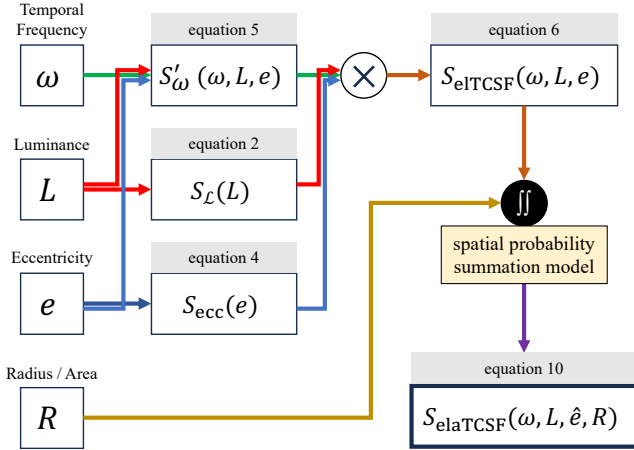 Temporal
Frequency
ω
equation 5
S′ω (ω, L, e)
equation 6
SelTCSF(ω, L, e)
Luminance
L
equation 2
Sℒ(L)
∬
spatial probability
summation model
Eccentricity
e
equation 4
Secc(e)
Radius / Area
R
equation 10
SelaTCSF(ω, L, ê, R)